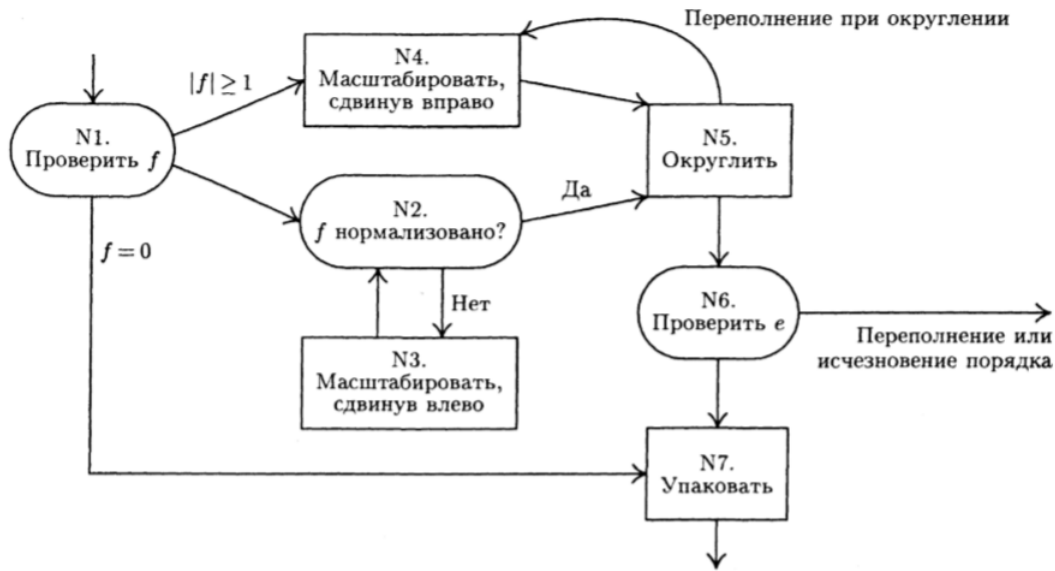 Переполнение при округлении
N4.
Масштабировать,
сдвинув вправо
|f| ≥ 1
N1.
Проверить f
N5.
Округлить
Да
N2.
f нормализовано?
f = 0
Нет
N6.
Проверить e
Переполнение или
исчезновение порядка
N3.
Масштабировать,
сдвинув влево
N7.
Упаковать